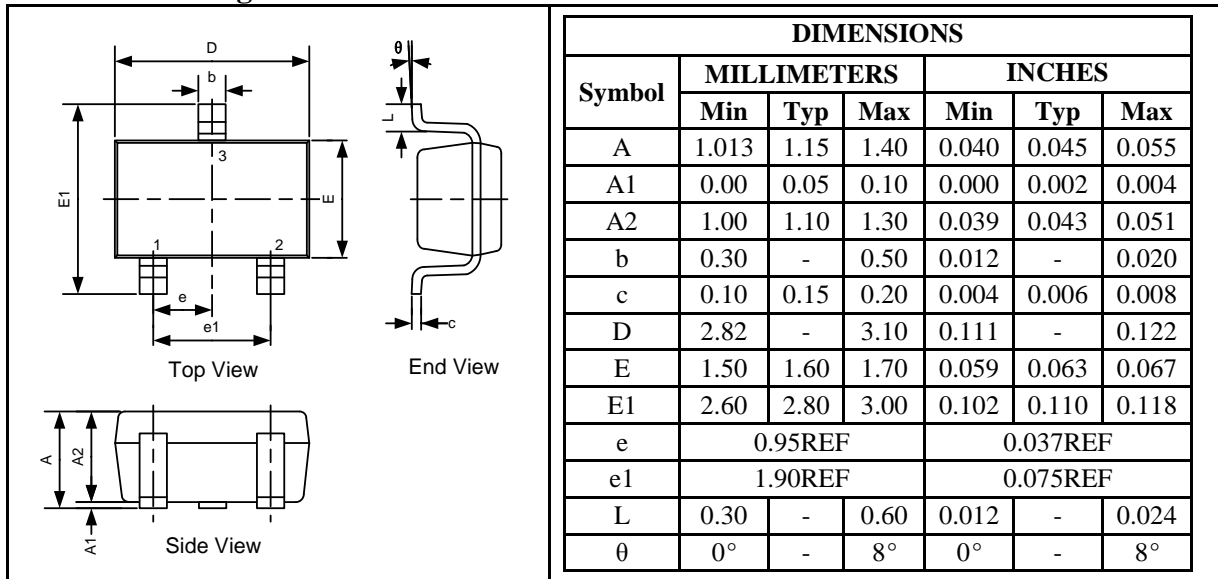 D
b
θ
L
E1
E
3
1
2
e
e1
c
Top View
End View
A
A2
A1
Side View
DIMENSIONS
Symbol MILLIMETERS INCHES
Min Typ Max Min Typ Max
A 1.013 1.15 1.40 0.040 0.045 0.055
A1 0.00 0.05 0.10 0.000 0.002 0.004
A2 1.00 1.10 1.30 0.039 0.043 0.051
b 0.30 - 0.50 0.012 - 0.020
c 0.10 0.15 0.20 0.004 0.006 0.008
D 2.82 - 3.10 0.111 - 0.122
E 1.50 1.60 1.70 0.059 0.063 0.067
E1 2.60 2.80 3.00 0.102 0.110 0.118
e 0.95REF 0.037REF
e1 1.90REF 0.075REF
L 0.30 - 0.60 0.012 - 0.024
θ 0° - 8° 0° - 8°